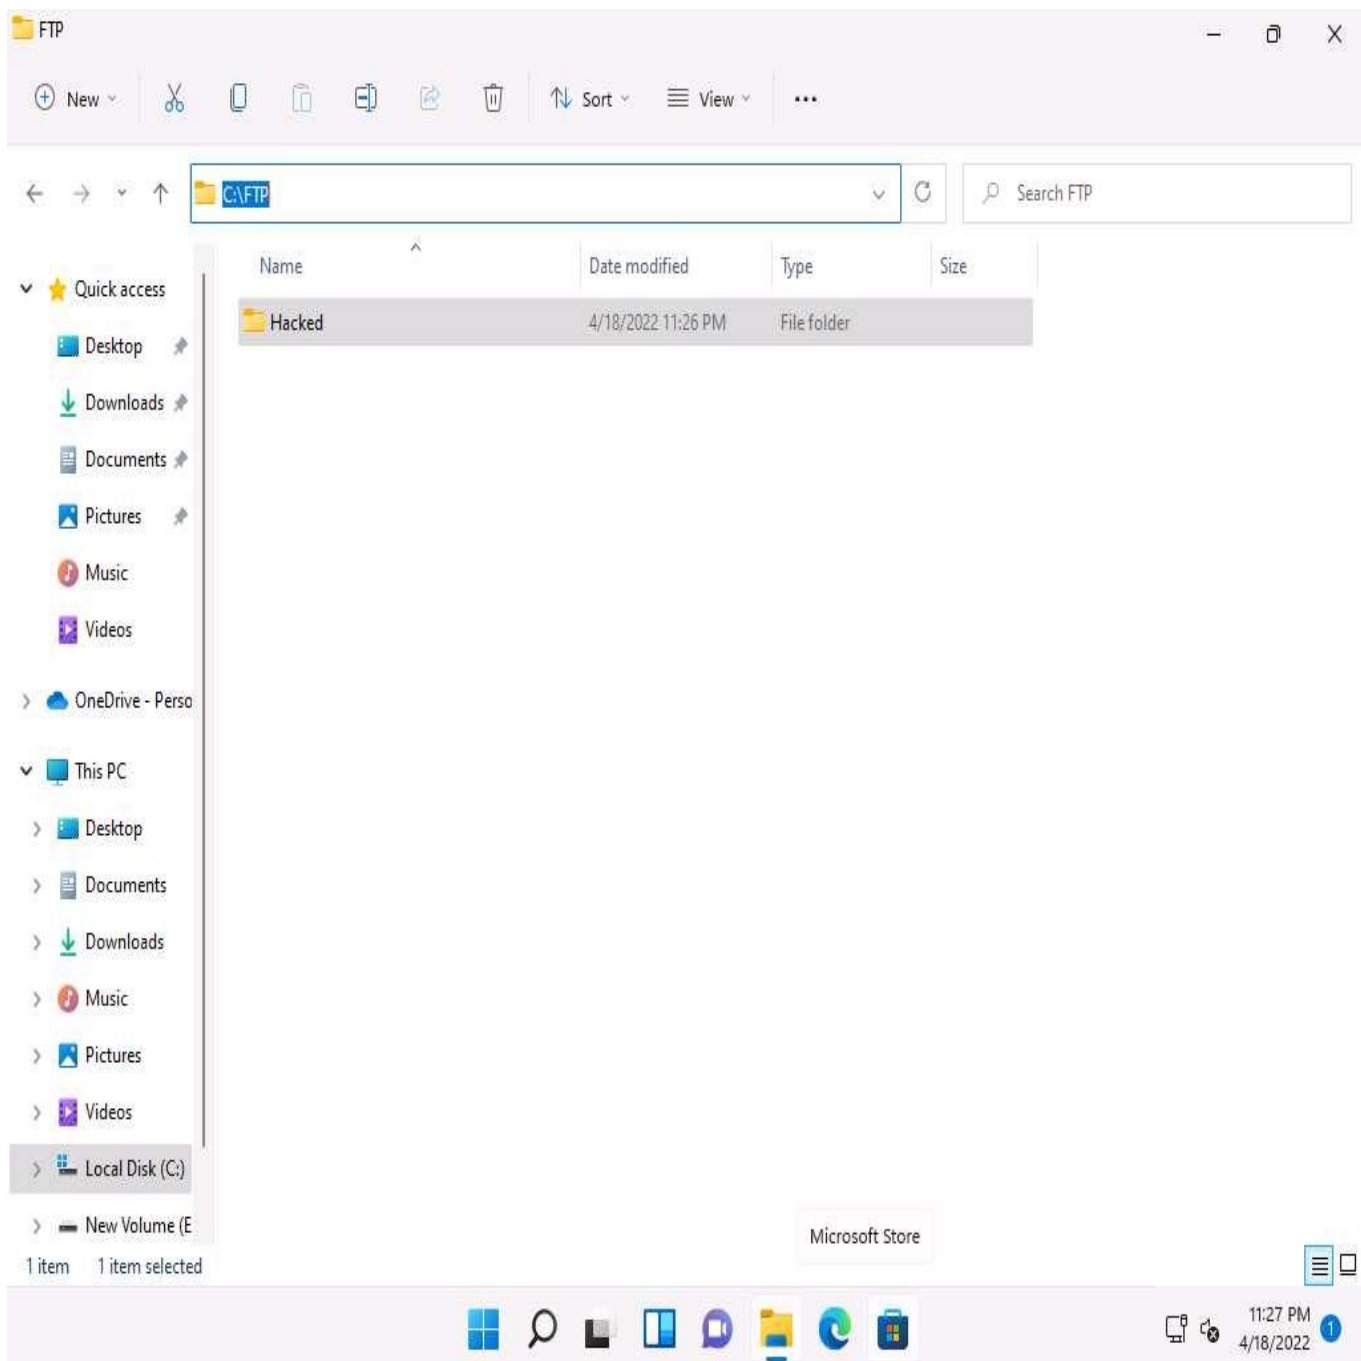 FTP
New
Sort
View
C:\FTP
Search FTP
Name
Date modified
Type
Size
Hacked
4/18/2022 11:26 PM
File folder
Quick access
Desktop
Downloads
Documents
Pictures
Music
Videos
OneDrive - Perso
This PC
Desktop
Documents
Downloads
Music
Pictures
Videos
Local Disk (C:)
New Volume (E
Microsoft Store
1 item 1 item selected
11:27 PM
4/18/2022
1